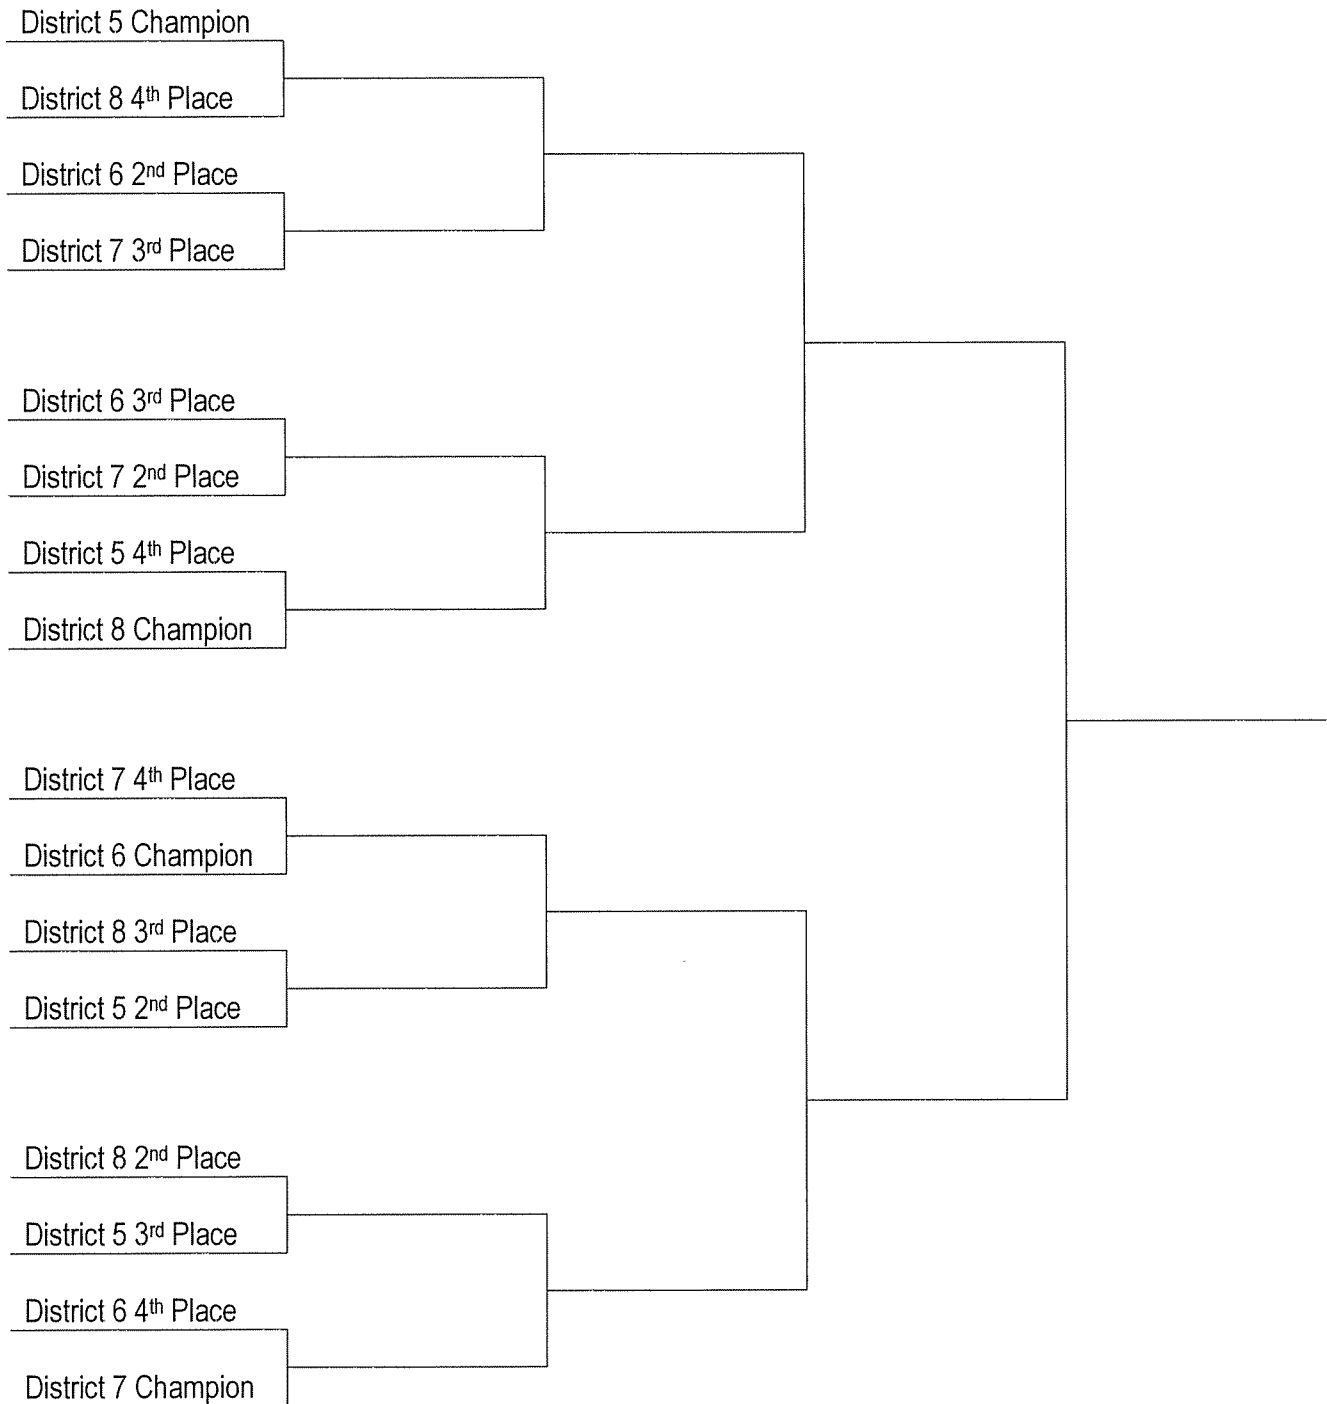 District 5 Champion
District 8 4th Place
District 6 2nd Place
District 7 3rd Place
District 6 3rd Place
District 7 2nd Place
District 5 4th Place
District 8 Champion
District 7 4th Place
District 6 Champion
District 8 3rd Place
District 5 2nd Place
District 8 2nd Place
District 5 3rd Place
District 6 4th Place
District 7 Champion